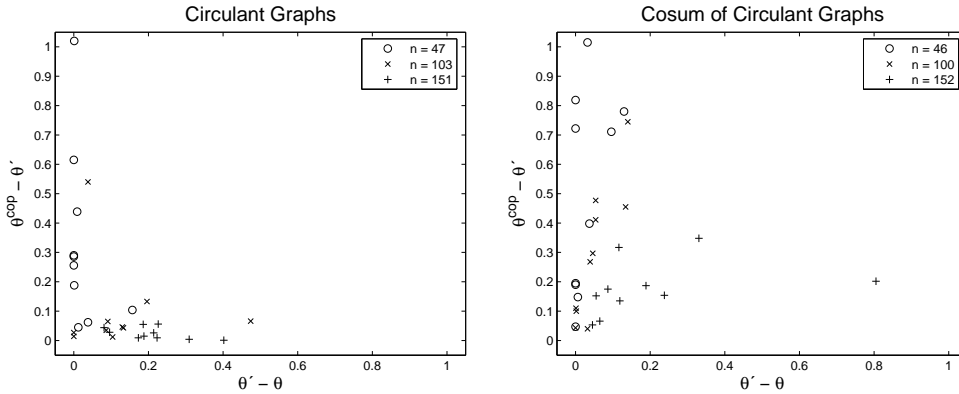 Circulant Graphs
θ^cop − θ´
1
0.9
0.8
0.7
0.6
0.5
0.4
0.3
0.2
0.1
0
n = 47
n = 103
n = 151
0 0.2 0.4 0.6 0.8 1
θ´ − θ
Cosum of Circulant Graphs
θ^cop − θ´
1
0.9
0.8
0.7
0.6
0.5
0.4
0.3
0.2
0.1
0
n = 46
n = 100
n = 152
0 0.2 0.4 0.6 0.8 1
θ´ − θ